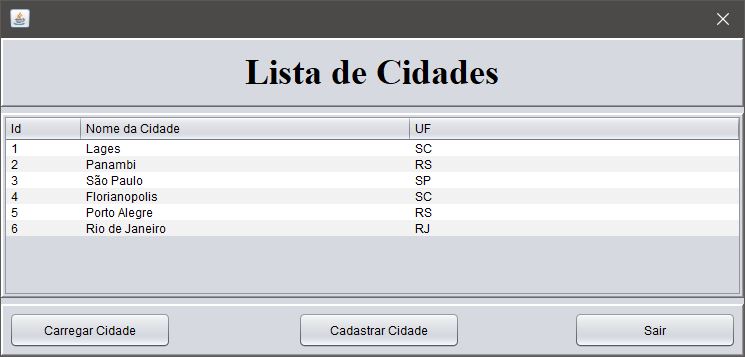 Lista de Cidades
Id Nome da Cidade UF
1 Lages SC
2 Panambi RS
3 São Paulo SP
4 Florianopolis SC
5 Porto Alegre RS
6 Rio de Janeiro RJ
Carregar Cidade Cadastrar Cidade Sair